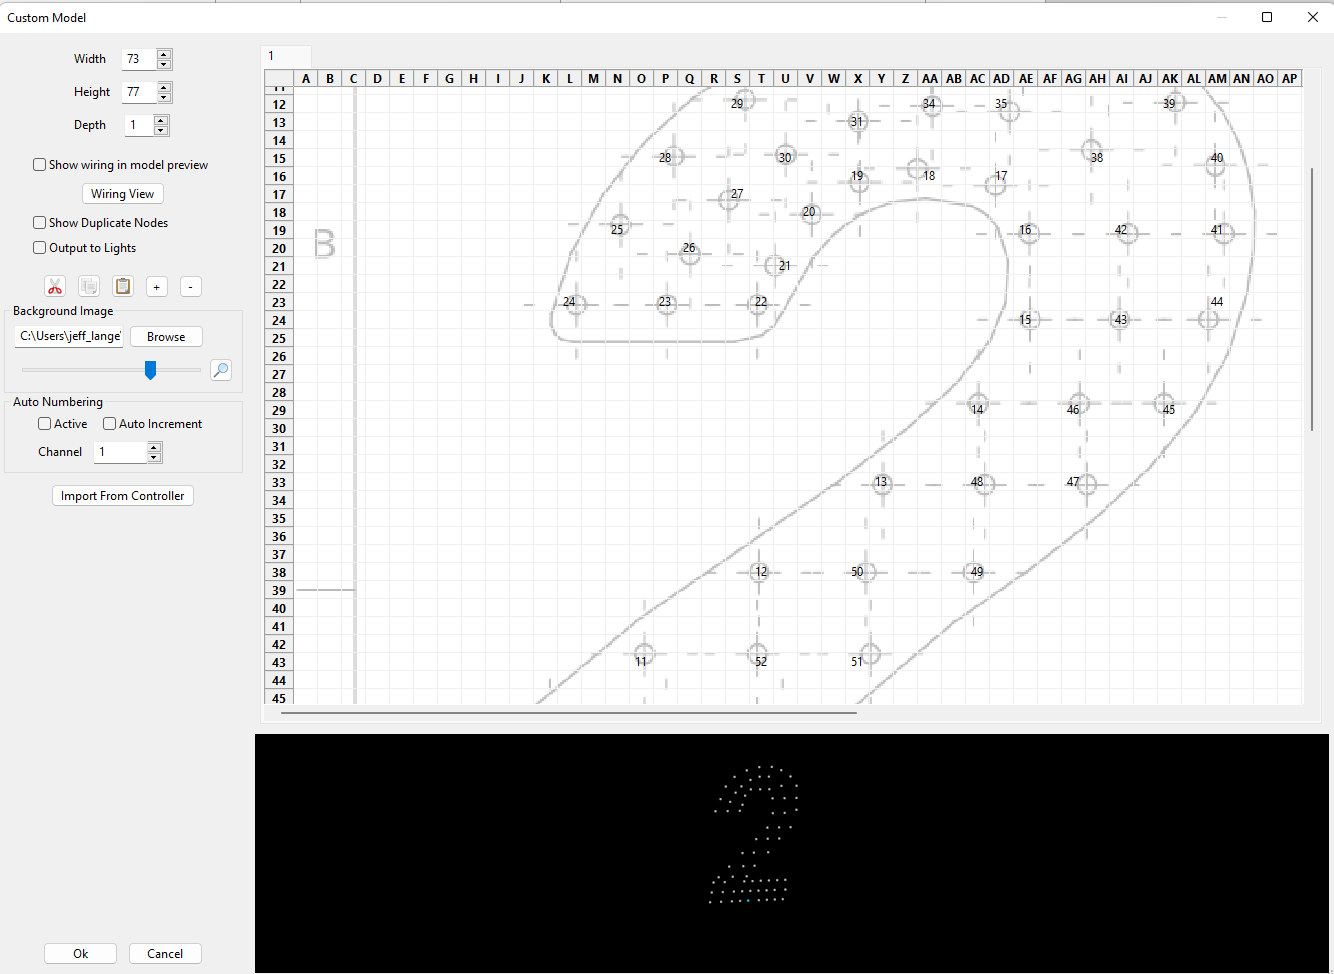 Custom Model
Width 73
Height 77
Depth 1
Show wiring in model preview
Wiring View
Show Duplicate Nodes
Output to Lights
+ -
Background Image
C:\Users\jeff_lange\ Browse
Auto Numbering
Active Auto Increment
Channel 1
Import From Controller
Ok Cancel
1
A B C D E F G H I J K L M N O P Q R S T U V W X Y Z AA AB AC AD AE AF AG AH AI AJ AK AL AM AN AO AP
11
12 29 34 35 39
13 31
14
15 28 30 38 40
16 19 18 17
17 27
18 20
19 25 16 42 41
B
20 26
21 21
22
23 24 23 22 44
24 15 43
25
26
27
28
29 14 46 45
30
31
32
33 13 48 47
34
35
36
37
38 12 50 49
39
40
41
42
43 11 52 51
44
45
2